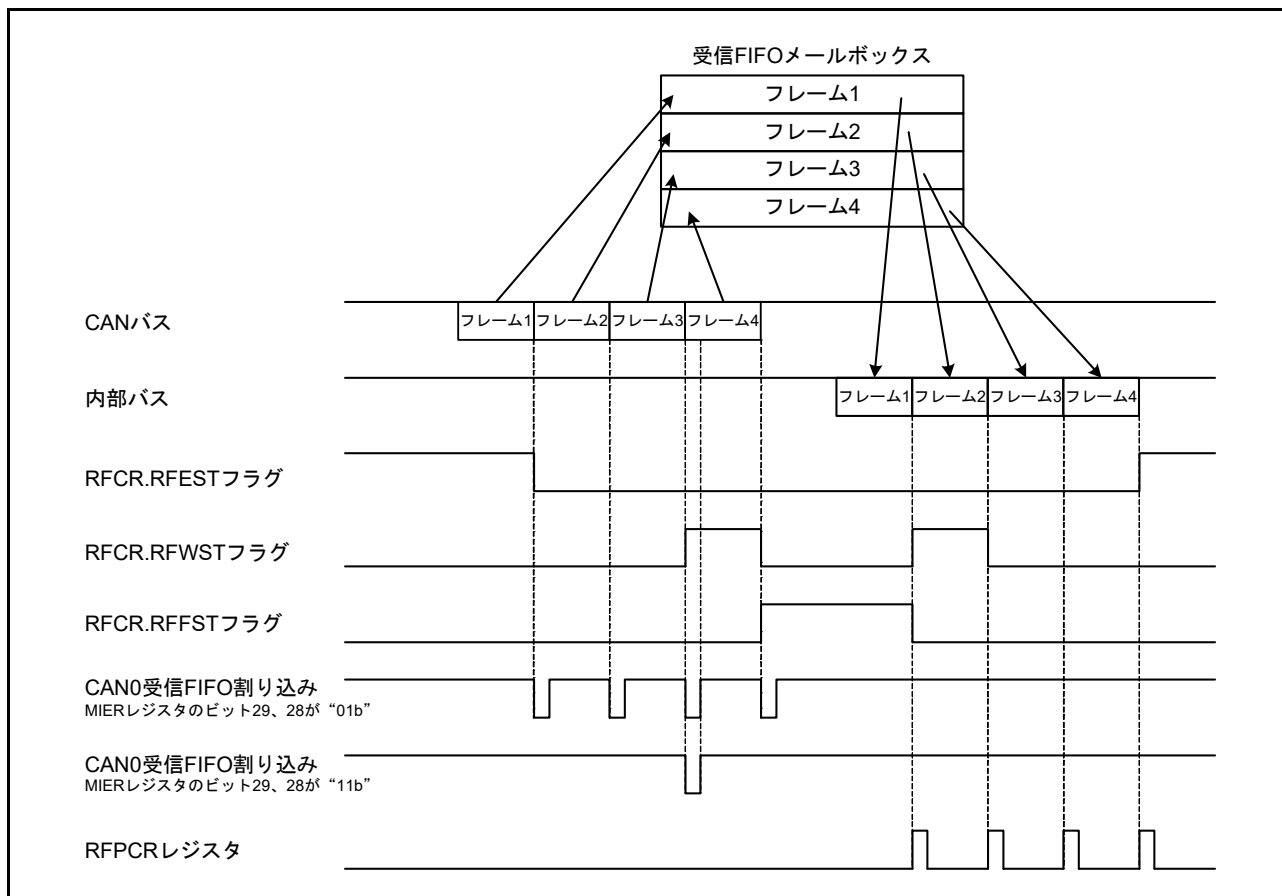 受信FIFOメールボックス
フレーム1
フレーム2
フレーム3
フレーム4
CANバス
フレーム1 フレーム2 フレーム3 フレーム4
内部バス
フレーム1 フレーム2 フレーム3 フレーム4
RFCR.RFESTフラグ
RFCR.RFWSTフラグ
RFCR.RFFSTフラグ
CAN0受信FIFO割り込み
MIERレジスタのビット29、28が“01b”
CAN0受信FIFO割り込み
MIERレジスタのビット29、28が“11b”
RFPCRレジスタ